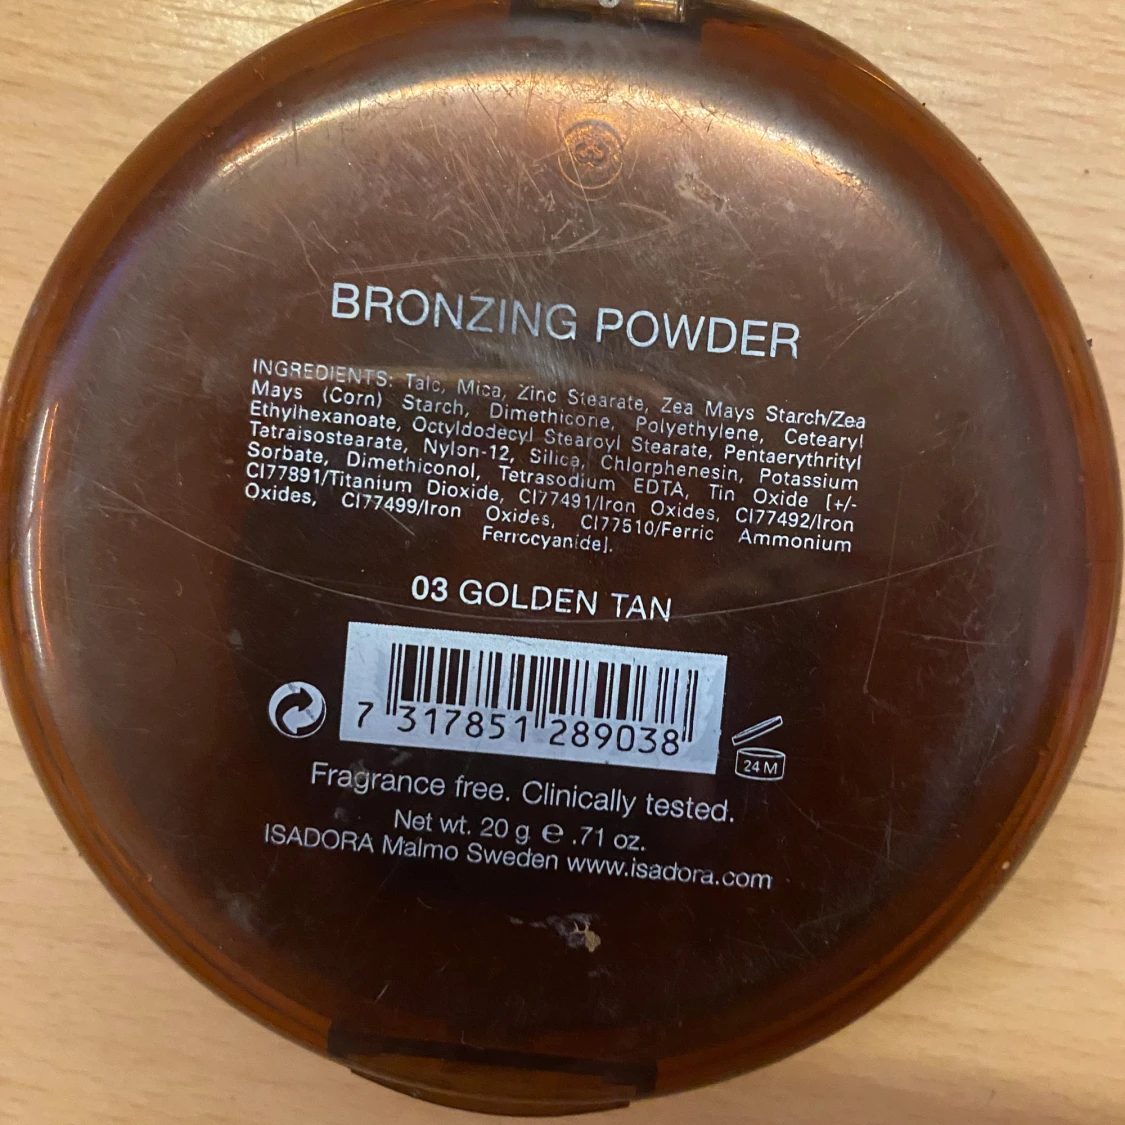 BRONZING POWDER
INGREDIENTS: Talc, Mica, Zinc Stearate, Zea Mays Starch/Zea
Mays (Corn) Starch, Dimethicone, Polyethylene, Cetearyl
Ethylhexanoate, Octyldodecyl Stearoyl Stearate, Pentaerythrityl
Tetraisostearate, Nylon-12, Silica, Chlorphenesin, Potassium
Sorbate, Dimethiconol, Tetrasodium EDTA, Tin Oxide [+/-
CI77891/Titanium Dioxide, CI77491/Iron Oxides, CI77492/Iron
Oxides, CI77499/Iron Oxides, CI77510/Ferric Ammonium
Ferrocyanide].
03 GOLDEN TAN
7 317851 289038
24 M
Fragrance free. Clinically tested.
Net wt. 20 g e .71 oz.
ISADORA Malmo Sweden www.isadora.com